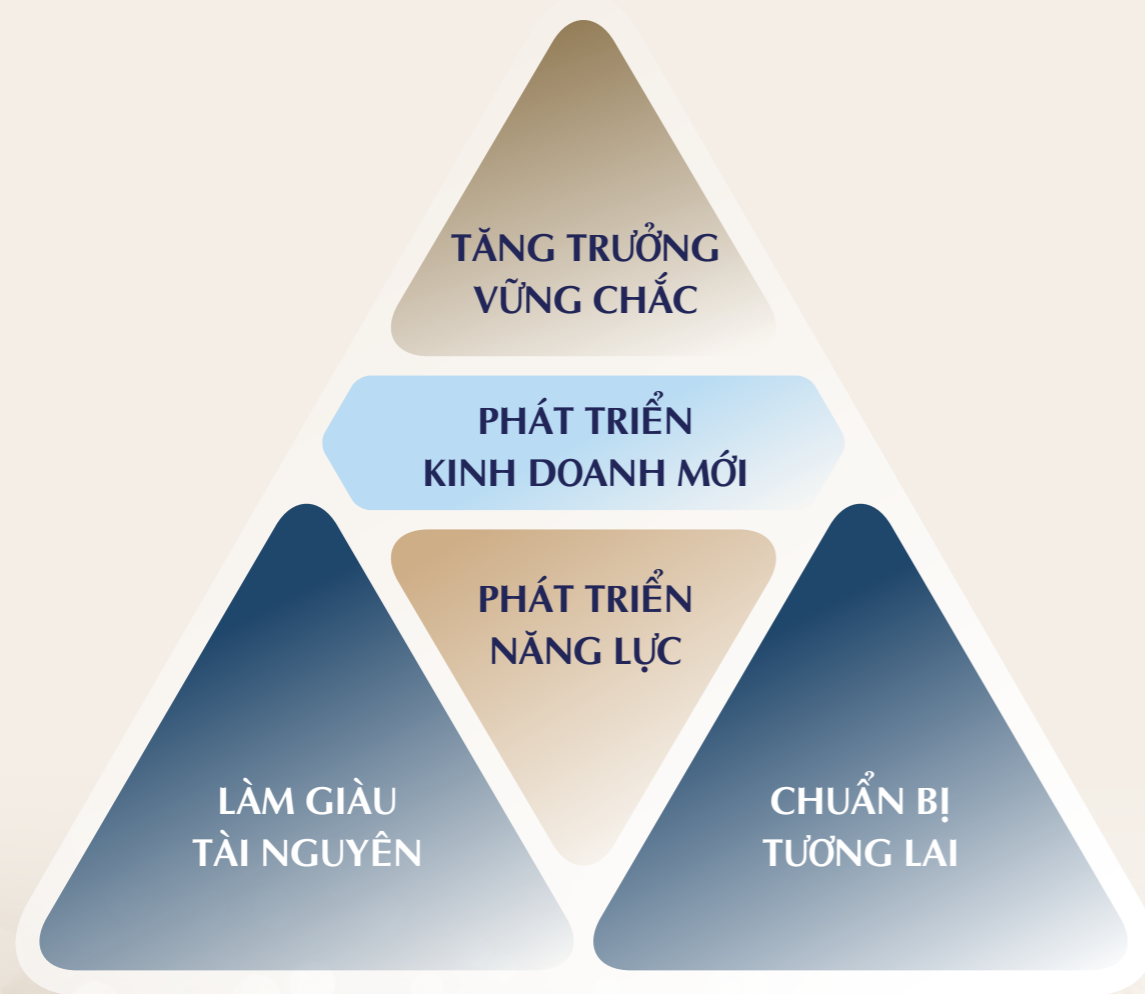 TĂNG TRƯỞNG
VỮNG CHẮC
PHÁT TRIỂN
KINH DOANH MỚI
PHÁT TRIỂN
NĂNG LỰC
LÀM GIÀU
TÀI NGUYÊN
CHUẨN BỊ
TƯƠNG LAI